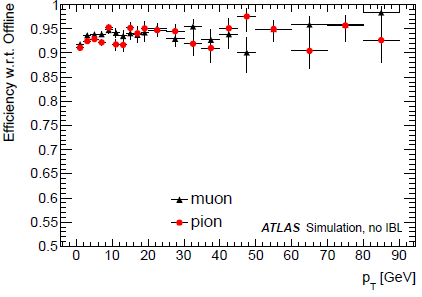 Efficiency w.r.t. Offline
1
0.95
0.9
0.85
0.8
0.75
0.7
0.65
0.6
0.55
0.5
muon
pion
ATLAS Simulation, no IBL
0 10 20 30 40 50 60 70 80 90
p_T [GeV]